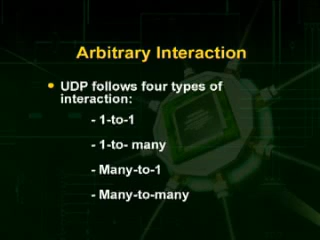 Arbitrary Interaction
• UDP follows four types of
interaction:
- 1-to-1
- 1-to- many
- Many-to-1
- Many-to-many